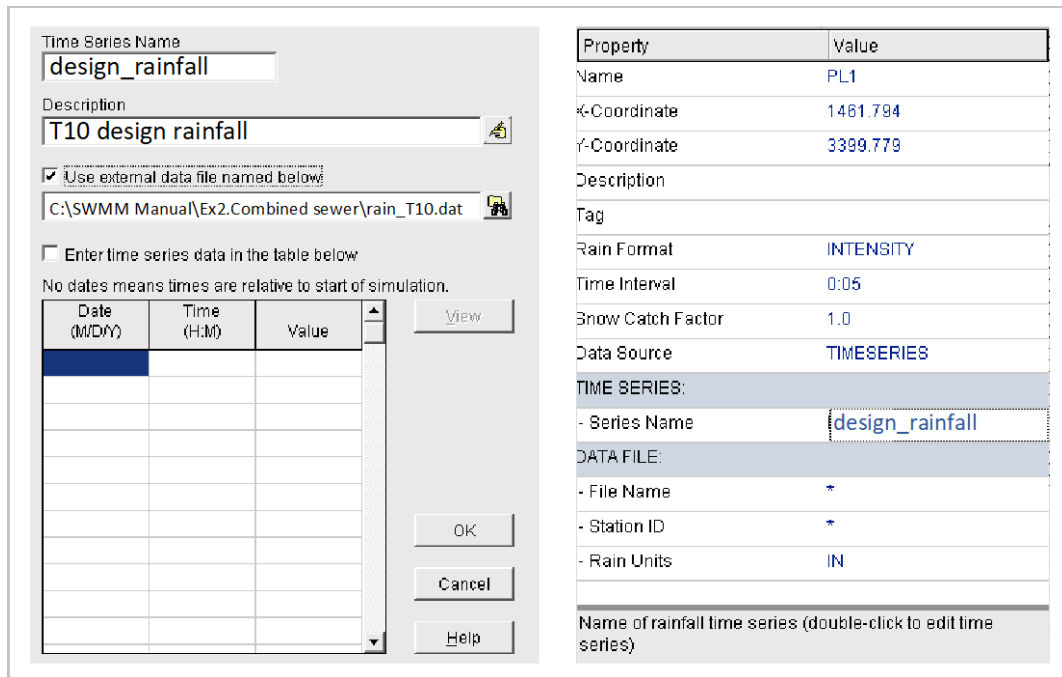 Time Series Name
design_rainfall
Description
T10 design rainfall
Use external data file named below
C:\SWMM Manual\Ex2.Combined sewer\rain_T10.dat
Enter time series data in the table below
No dates means times are relative to start of simulation.
Date (M/D/Y) Time (H:M) Value
View
OK
Cancel
Help
Property Value
Name PL1
X-Coordinate 1461.794
Y-Coordinate 3399.779
Description
Tag
Rain Format INTENSITY
Time Interval 0:05
Snow Catch Factor 1.0
Data Source TIMESERIES
TIME SERIES:
- Series Name design_rainfall
DATA FILE:
- File Name *
- Station ID *
- Rain Units IN
Name of rainfall time series (double-click to edit time
series)